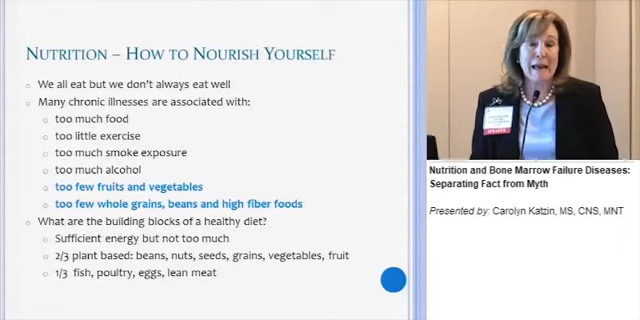 NUTRITION – HOW TO NOURISH YOURSELF
We all eat but we don't always eat well
Many chronic illnesses are associated with:
too much food
too little exercise
too much smoke exposure
too much alcohol
too few fruits and vegetables
too few whole grains, beans and high fiber foods
What are the building blocks of a healthy diet?
Sufficient energy but not too much
2/3 plant based: beans, nuts, seeds, grains, vegetables, fruit
1/3 fish, poultry, eggs, lean meat
SPEAKER
Nutrition and Bone Marrow Failure Diseases:
Separating Fact from Myth
Presented by: Carolyn Katzin, MS, CNS, MNT